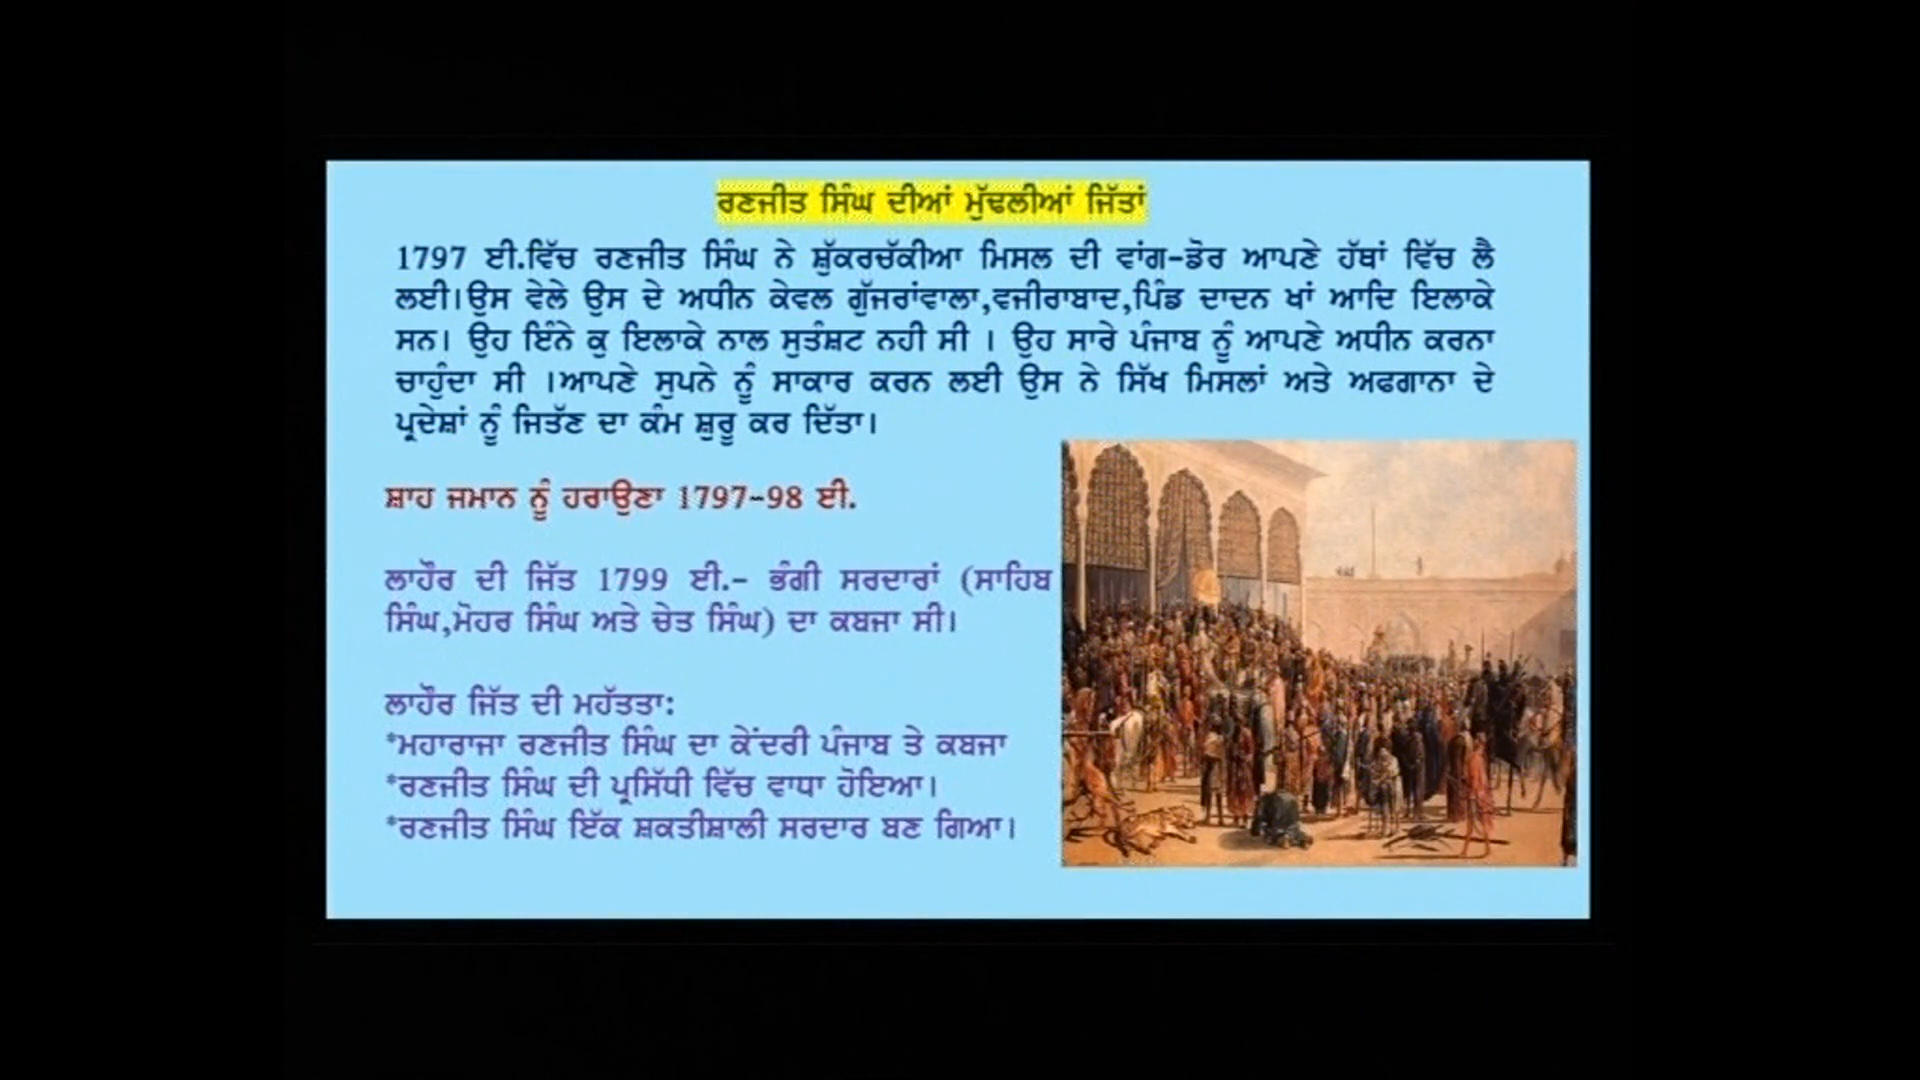 ਰਣਜੀਤ ਸਿੰਘ ਦੀਆਂ ਮੁੱਢਲੀਆਂ ਜਿੱਤਾਂ
1797 ਈ.ਵਿੱਚ ਰਣਜੀਤ ਸਿੰਘ ਨੇ ਸ਼ੁੱਕਰਚੱਕੀਆ ਮਿਸਲ ਦੀ ਵਾਂਗ-ਡੋਰ ਆਪਣੇ ਹੱਥਾਂ ਵਿੱਚ ਲੈ
ਲਈ।ਉਸ ਵੇਲੇ ਉਸ ਦੇ ਅਧੀਨ ਕੇਵਲ ਗੁੱਜਰਾਂਵਾਲਾ,ਵਜੀਰਾਬਾਦ,ਪਿੰਡ ਦਾਦਨ ਖਾਂ ਆਦਿ ਇਲਾਕੇ
ਸਨ। ਉਹ ਇੰਨੇ ਕੁ ਇਲਾਕੇ ਨਾਲ ਸੁਤੰਸ਼ਟ ਨਹੀ ਸੀ । ਉਹ ਸਾਰੇ ਪੰਜਾਬ ਨੂੰ ਆਪਣੇ ਅਧੀਨ ਕਰਨਾ
ਚਾਹੁੰਦਾ ਸੀ ।ਆਪਣੇ ਸੁਪਨੇ ਨੂੰ ਸਾਕਾਰ ਕਰਨ ਲਈ ਉਸ ਨੇ ਸਿੱਖ ਮਿਸਲਾਂ ਅਤੇ ਅਫਗਾਨਾ ਦੇ
ਪ੍ਰਦੇਸ਼ਾਂ ਨੂੰ ਜਿਤੱਣ ਦਾ ਕੰਮ ਸ਼ੁਰੂ ਕਰ ਦਿੱਤਾ।
ਸ਼ਾਹ ਜਮਾਨ ਨੂੰ ਹਰਾਉਣਾ 1797-98 ਈ.
ਲਾਹੌਰ ਦੀ ਜਿੱਤ 1799 ਈ.- ਭੰਗੀ ਸਰਦਾਰਾਂ (ਸਾਹਿਬ
ਸਿੰਘ,ਮੋਹਰ ਸਿੰਘ ਅਤੇ ਚੇਤ ਸਿੰਘ) ਦਾ ਕਬਜਾ ਸੀ।
ਲਾਹੌਰ ਜਿੱਤ ਦੀ ਮਹੱਤਤਾ:
*ਮਹਾਰਾਜਾ ਰਣਜੀਤ ਸਿੰਘ ਦਾ ਕੇਂਦਰੀ ਪੰਜਾਬ ਤੇ ਕਬਜਾ
*ਰਣਜੀਤ ਸਿੰਘ ਦੀ ਪ੍ਰਸਿੱਧੀ ਵਿੱਚ ਵਾਧਾ ਹੋਇਆ।
*ਰਣਜੀਤ ਸਿੰਘ ਇੱਕ ਸ਼ਕਤੀਸ਼ਾਲੀ ਸਰਦਾਰ ਬਣ ਗਿਆ।